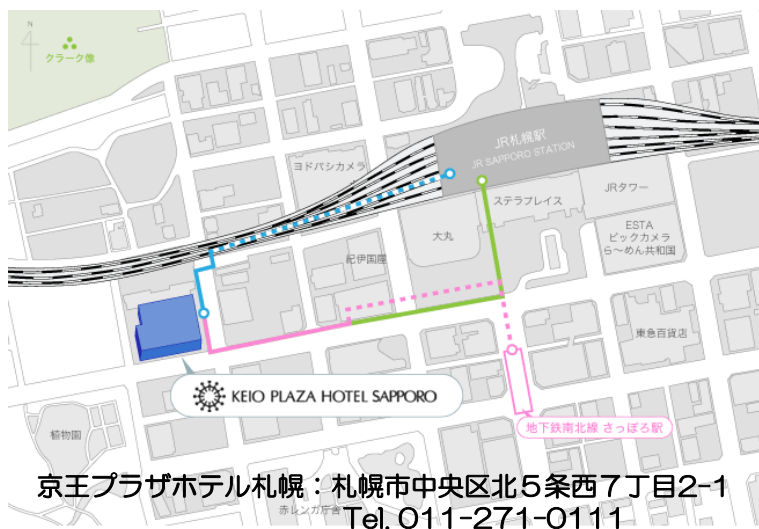 4
クラーク像
JR札幌駅
JR SAPPORO STATION
ヨドバシカメラ
JRタワー
ステラプレイス
大丸
ESTA
ビックカメラ
ら〜めん共和国
紀伊国屋
東急百貨店
KEIO PLAZA HOTEL SAPPORO
地下鉄南北線 さっぽろ駅
植物園
京王プラザホテル札幌：札幌市中央区北５条西７丁目2-1
赤レンガ庁舎
Tel. 011-271-0111